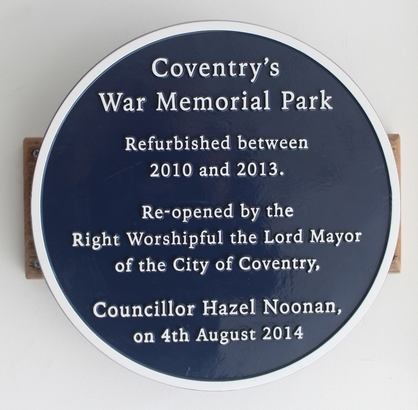 Coventry's
War Memorial Park
Refurbished between
2010 and 2013.
Re-opened by the
Right Worshipful the Lord Mayor
of the City of Coventry,
Councillor Hazel Noonan,
on 4th August 2014